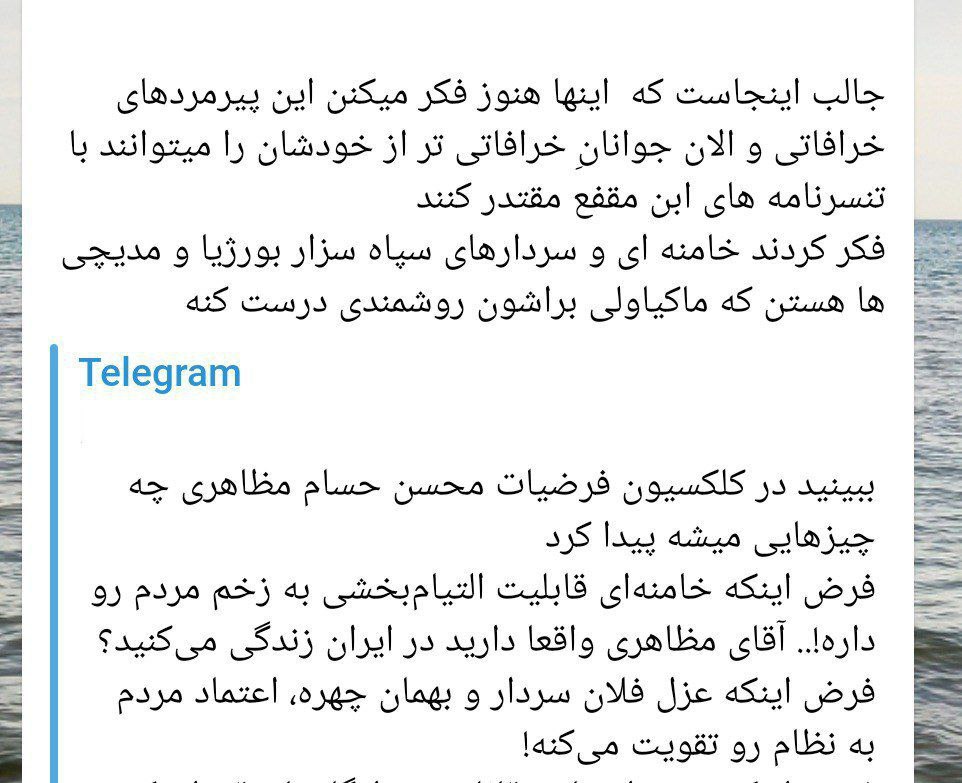 جالب اینجاست که اینها هنوز فکر میکنن این پیرمردهای
خرافاتی و الان جوانانِ خرافاتی تر از خودشان را میتوانند با
تنسرنامه های ابن مقفع مقتدر کنند
فکر کردند خامنه ای و سردارهای سپاه سزار بورژیا و مدیچی
ها هستن که ماکیاولی براشون روشمندی درست کنه
Telegram
ببینید در کلکسیون فرضیات محسن حسام مظاهری چه
چیزهایی میشه پیدا کرد
فرض اینکه خامنه‌ای قابلیت التیام‌بخشی به زخم مردم رو
داره!.. آقای مظاهری واقعا دارید در ایران زندگی می‌کنید؟
فرض اینکه عزل فلان سردار و بهمان چهره، اعتماد مردم
به نظام رو تقویت می‌کنه!